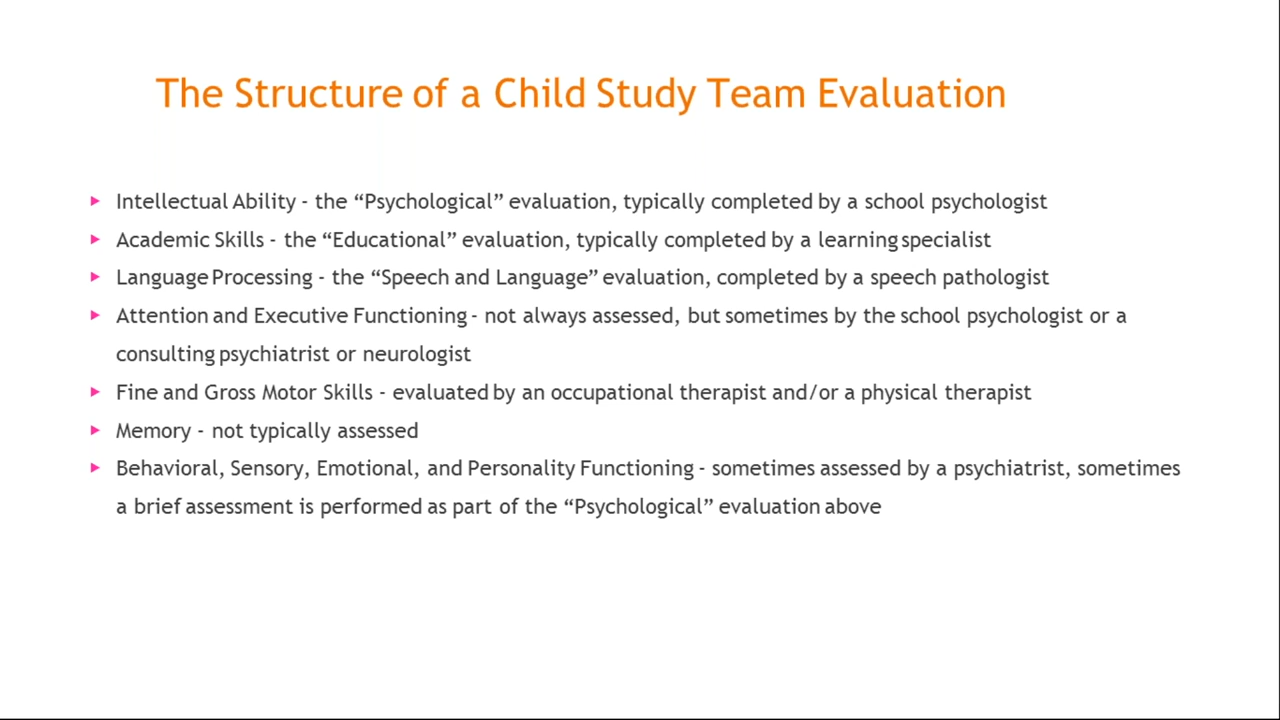 The Structure of a Child Study Team Evaluation
Intellectual Ability - the “Psychological” evaluation, typically completed by a school psychologist
Academic Skills - the “Educational” evaluation, typically completed by a learning specialist
Language Processing - the “Speech and Language” evaluation, completed by a speech pathologist
Attention and Executive Functioning - not always assessed, but sometimes by the school psychologist or a
consulting psychiatrist or neurologist
Fine and Gross Motor Skills - evaluated by an occupational therapist and/or a physical therapist
Memory - not typically assessed
Behavioral, Sensory, Emotional, and Personality Functioning - sometimes assessed by a psychiatrist, sometimes
a brief assessment is performed as part of the “Psychological” evaluation above